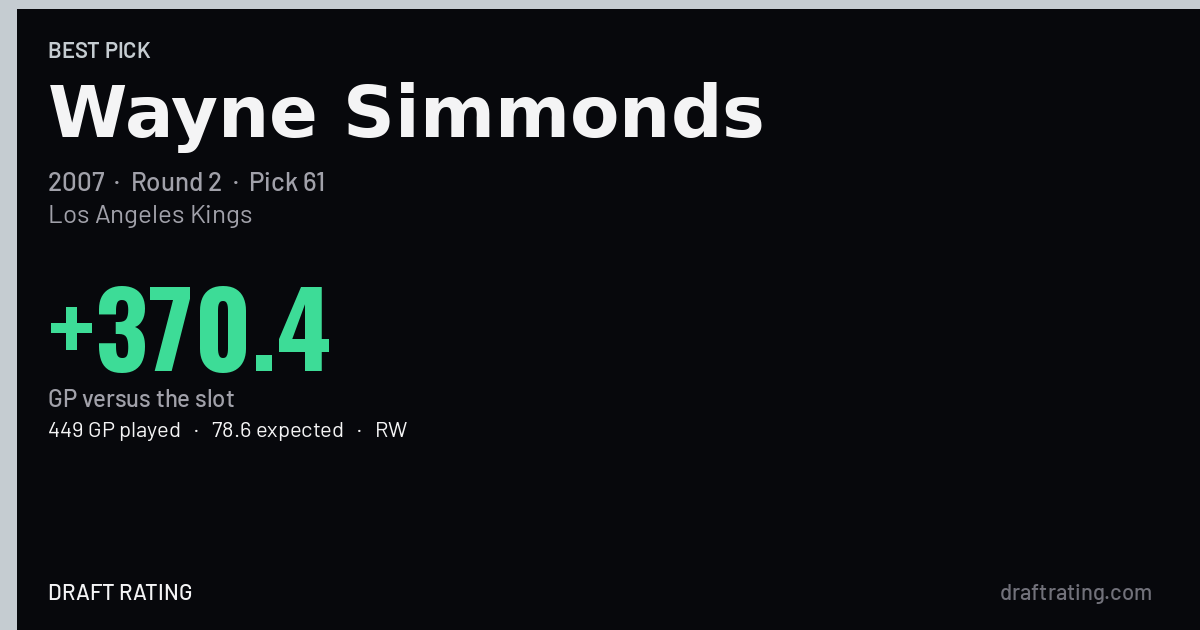 BEST PICK
Wayne Simmonds
2007 · Round 2 · Pick 61
Los Angeles Kings
+370.4
GP versus the slot
449 GP played · 78.6 expected · RW
DRAFT RATING
draftrating.com